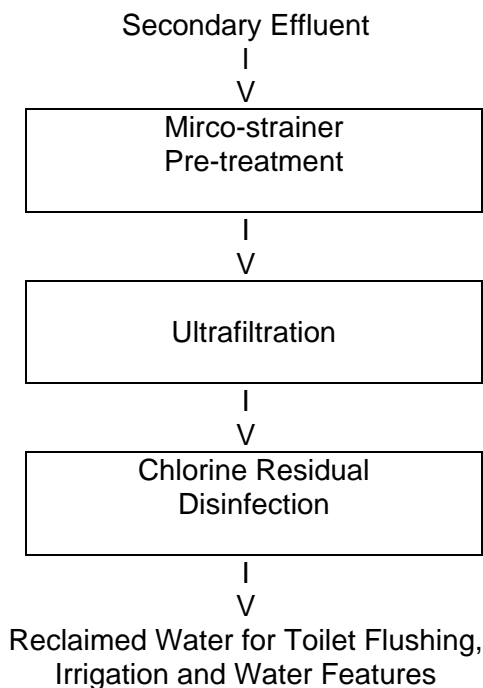 Secondary Effluent
I
V
Mirco-strainer
Pre-treatment
I
V
Ultrafiltration
I
V
Chlorine Residual
Disinfection
I
V
Reclaimed Water for Toilet Flushing,
Irrigation and Water Features